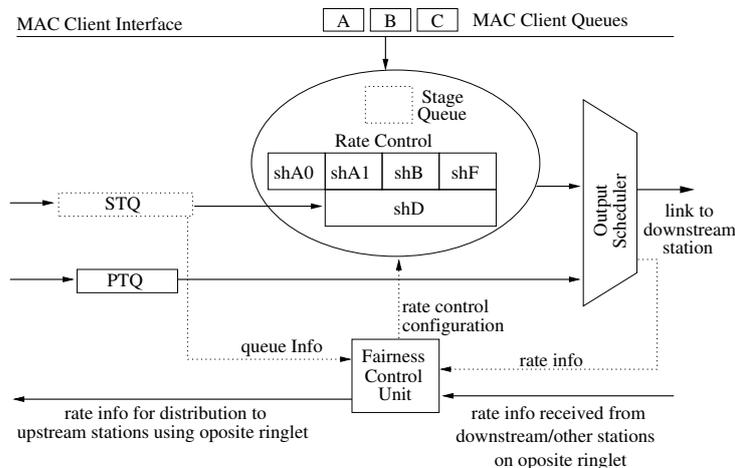 MAC Client Interface
A B C
MAC Client Queues
Stage
Queue
Rate Control
shA0 shA1 shB shF
shD
STQ
PTQ
Output
Scheduler
link to
downstream
station
rate control
configuration
queue Info
Fairness
Control
Unit
rate info
rate info for distribution to
upstream stations using oposite ringlet
rate info received from
downstream/other stations
on oposite ringlet